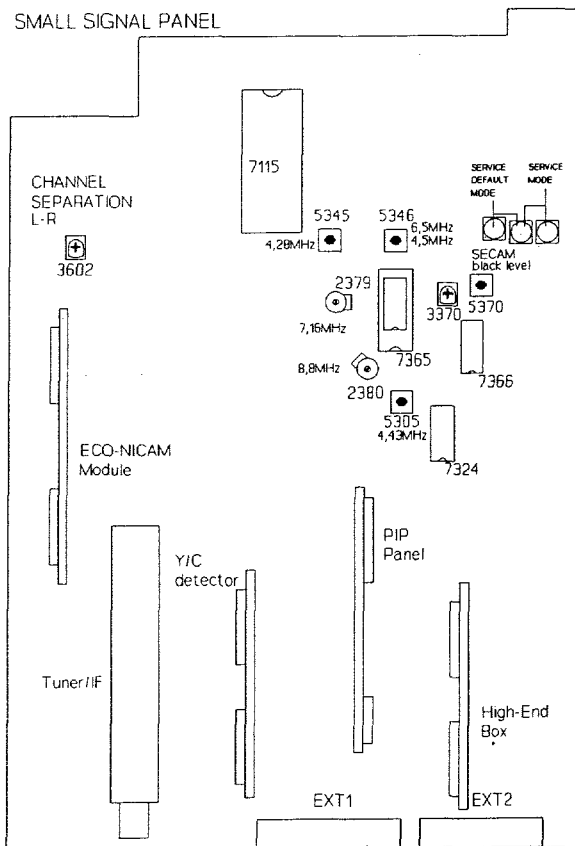 SMALL SIGNAL PANEL
7115
CHANNEL
SEPARATION
L-R
3602
SERVICE
DEFAULT
MODE
SERVICE
MODE
5345
4,28MHz
5346
6,5MHz
4,5MHz
SECAM
black level
5370
2379
7,16MHz
3370
7365
7366
8,8MHz
2380
5305
4,43MHz
7324
ECO-NICAM
Module
Y/C
detector
PIP
Panel
Tuner/IF
High-End
Box
EXT1
EXT2